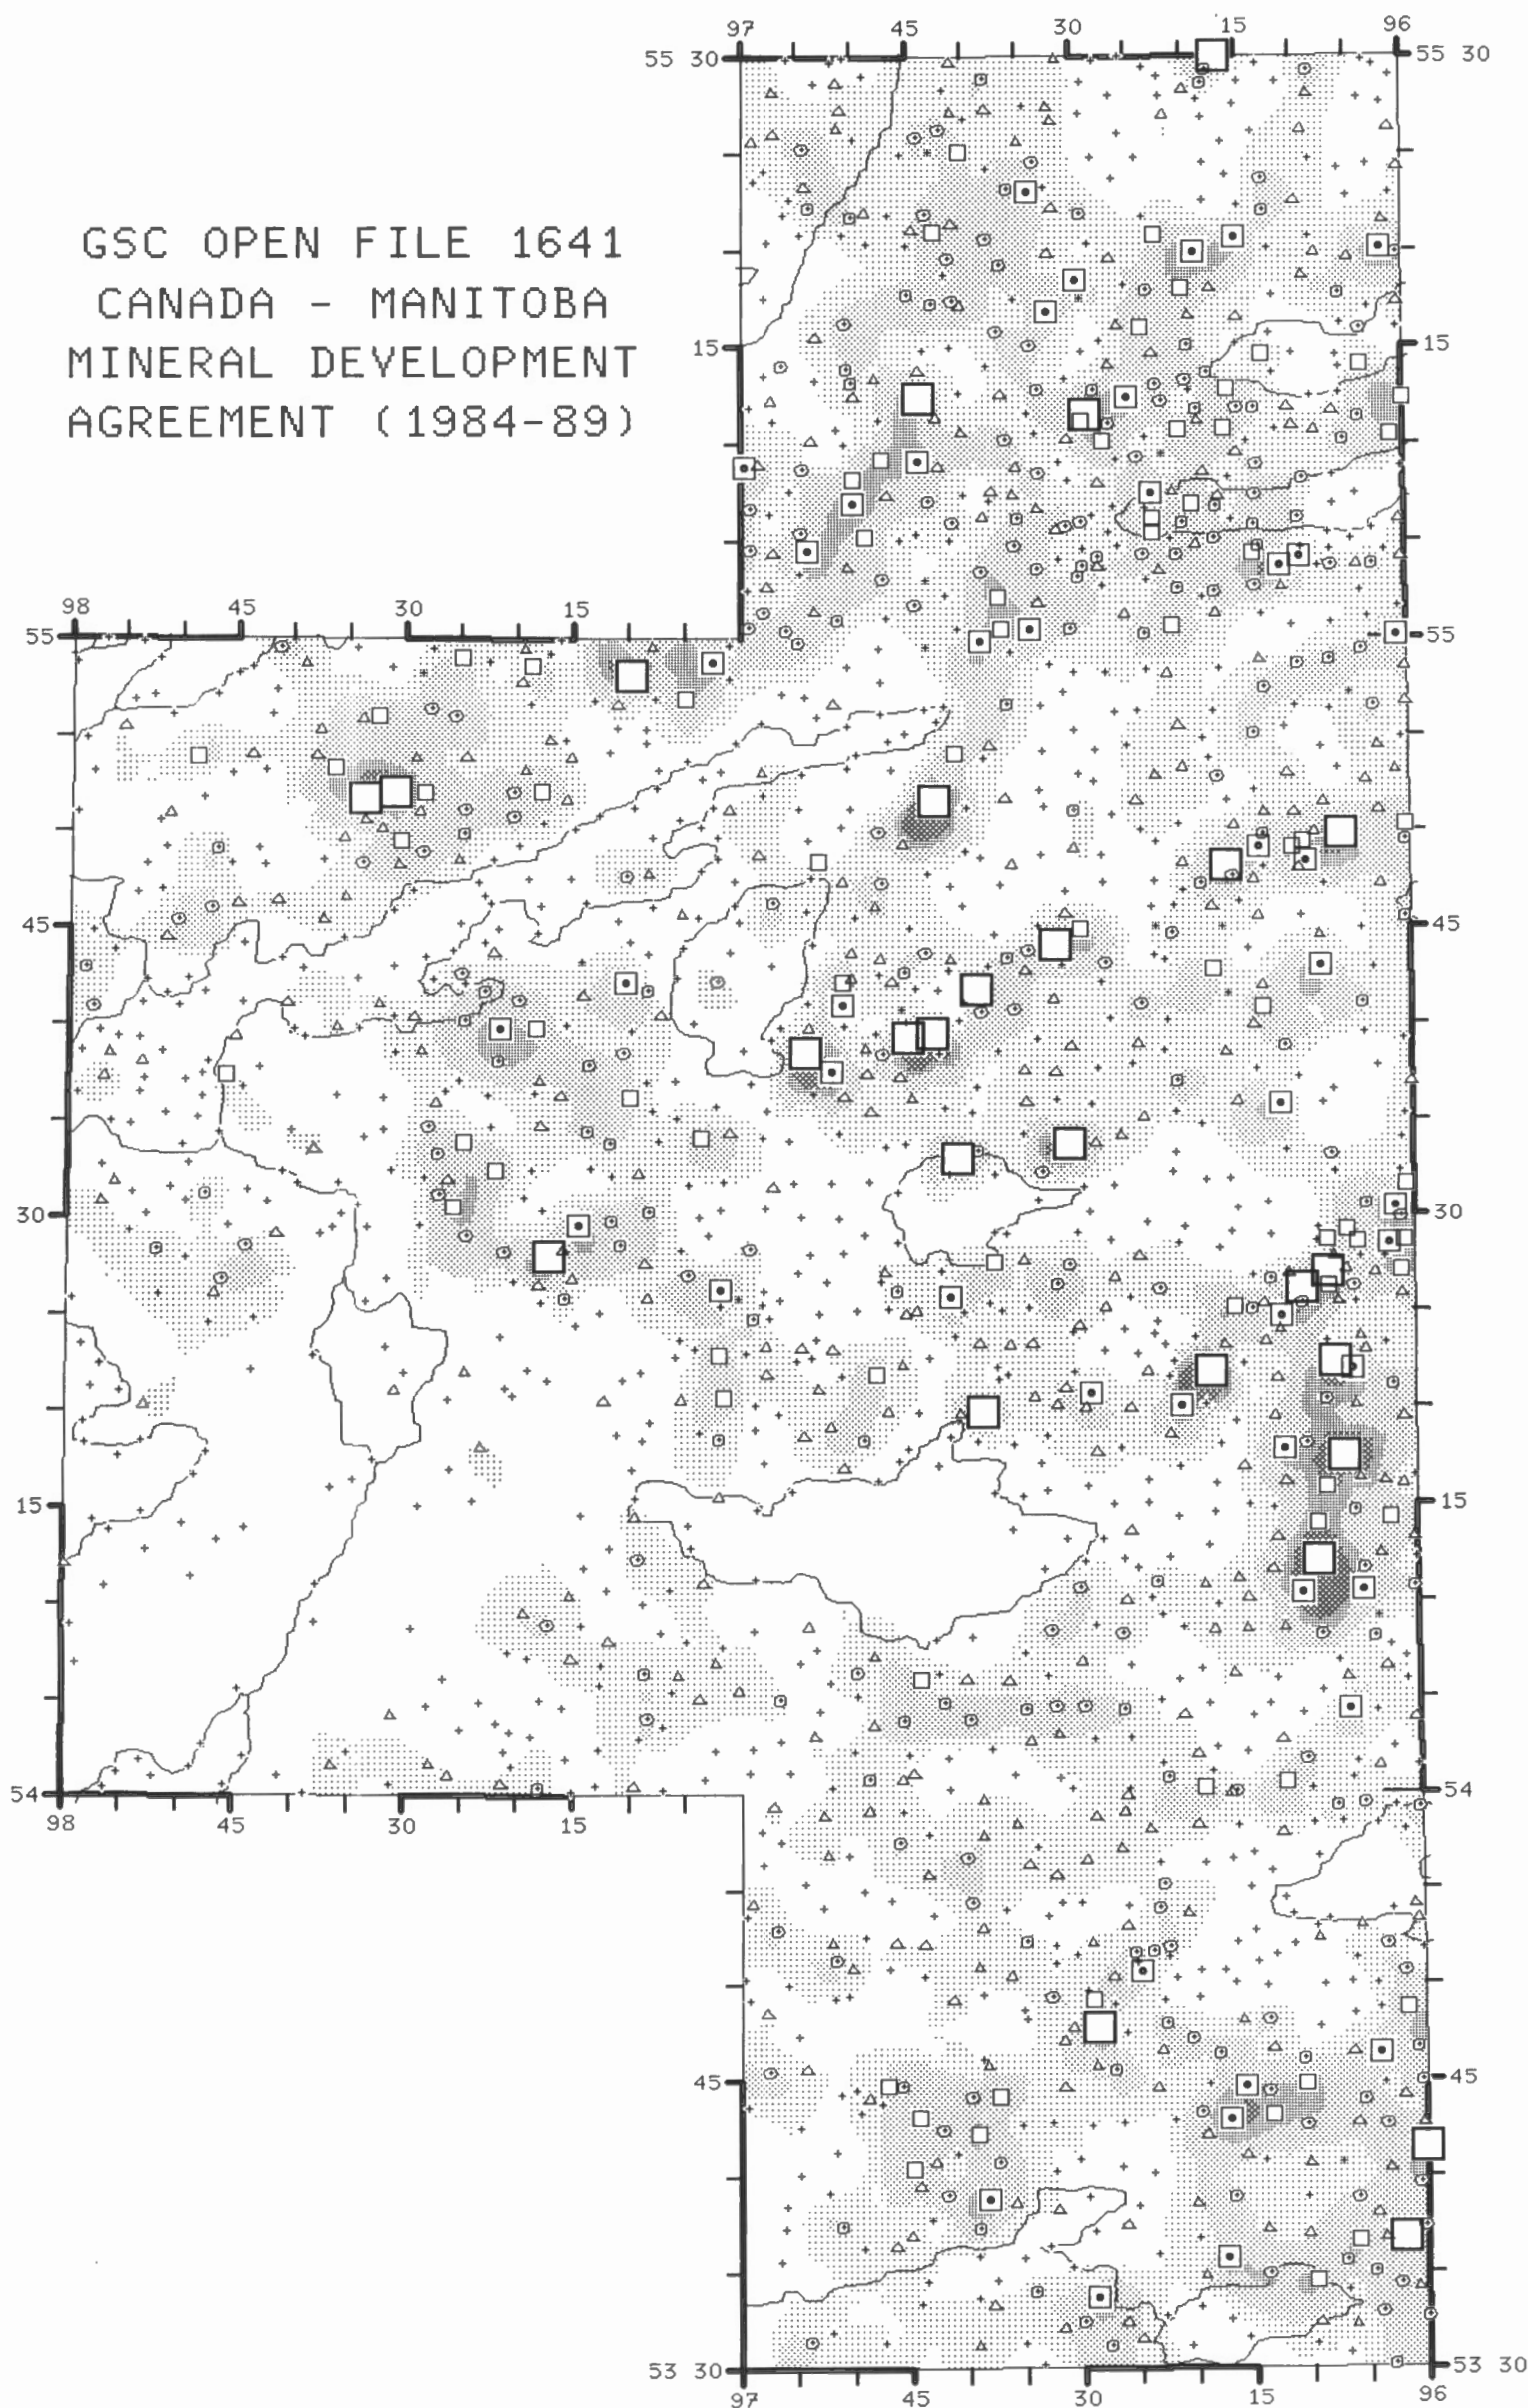 97 45 30 15 96
55 30 55 30
GSC OPEN FILE 1641
CANADA - MANITOBA
MINERAL DEVELOPMENT
AGREEMENT (1984-89)
15 15
98 45 30 15
55 55
45 45
30 30
15 15
54 54
98 45 30 15
45 45
53 30 53 30
97 45 30 15 96